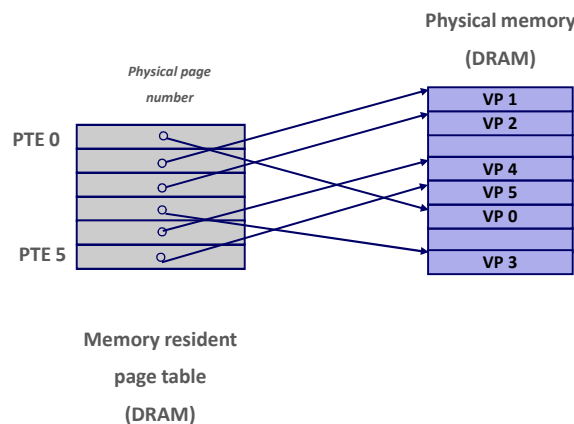 Physical memory
(DRAM)
Physical page
number
PTE 0
PTE 5
VP 1
VP 2
VP 4
VP 5
VP 0
VP 3
Memory resident
page table
(DRAM)